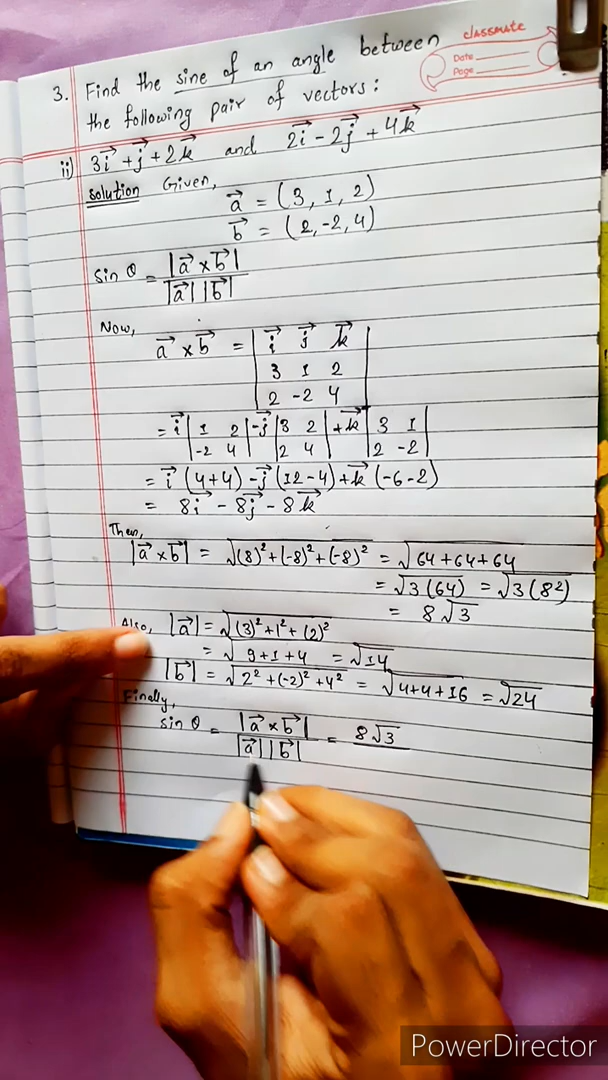 classmate
Date
Page
3. Find the sine of an angle between
the following pair of vectors:
ii) 3i⃗ + j⃗ + 2k⃗ and 2i⃗ - 2j⃗ + 4k⃗
Solution Given,
a⃗ = (3, 1, 2)
b⃗ = (2, -2, 4)
sin θ = |a⃗ × b⃗| / |a⃗| |b⃗|
Now,
a⃗ × b⃗ = | i⃗ j⃗ k⃗ |
| 3 1 2 |
| 2 -2 4 |
= i⃗ | 1 2 | - j⃗ | 3 2 | + k⃗ | 3 1 |
| -2 4 | | 2 4 | | 2 -2 |
= i⃗ (4+4) - j⃗ (12-4) + k⃗ (-6-2)
= 8i⃗ - 8j⃗ - 8k⃗
Then,
|a⃗ × b⃗| = √(8)² + (-8)² + (-8)² = √64+64+64
= √3(64) = √3(8²)
= 8√3
Also, |a⃗| = √(3)² + 1² + (2)²
= √9+1+4 = √14
|b⃗| = √2² + (-2)² + 4² = √4+4+16 = √24
Finally,
sin θ = |a⃗ × b⃗| / |a⃗| |b⃗| = 8√3
PowerDirector